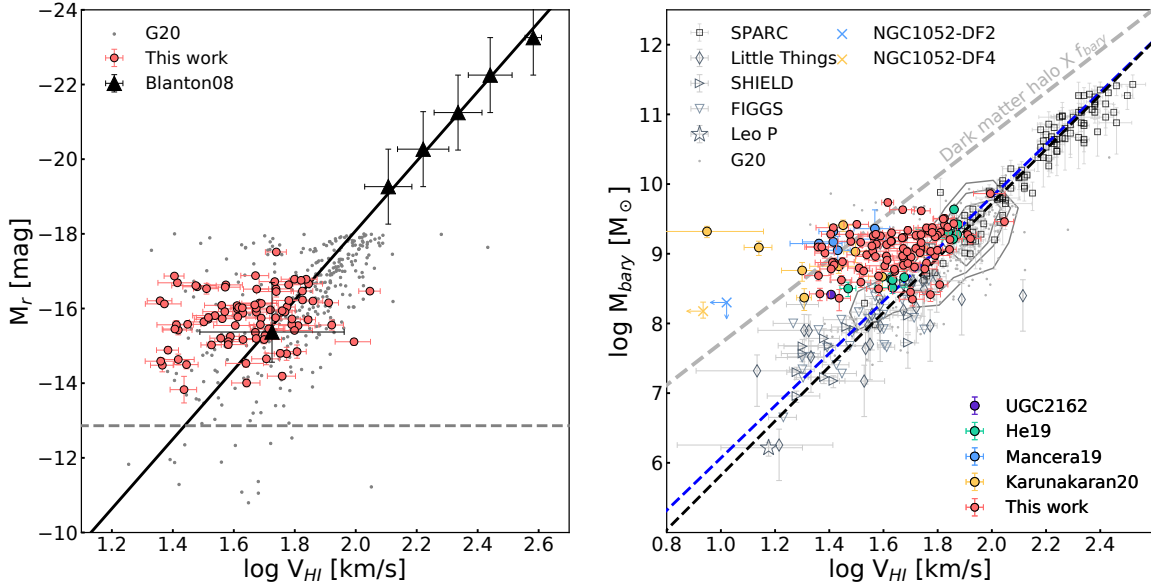 G20
This work
Blanton08
−24
−22
−20
−18
−16
−14
−12
−10
M_r [mag]
1.2 1.4 1.6 1.8 2.0 2.2 2.4 2.6
log V_HI [km/s]
SPARC
Little Things
SHIELD
FIGGS
Leo P
G20
NGC1052-DF2
NGC1052-DF4
Dark matter halo X f_bary
12
11
10
9
8
7
6
log M_bary [M_⊙]
UGC2162
He19
Mancera19
Karunakaran20
This work
0.8 1.0 1.2 1.4 1.6 1.8 2.0 2.2 2.4
log V_HI [km/s]